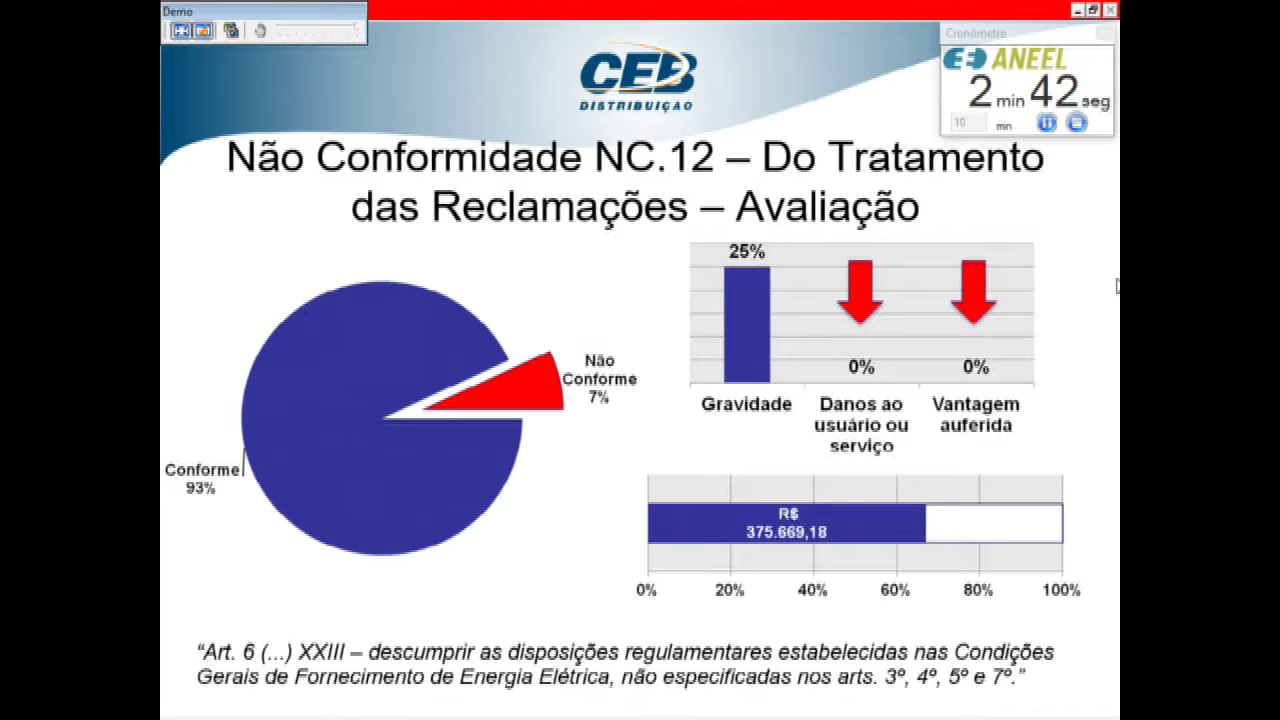 Demo
Cronômetro
ANEEL
2 min 42 seg
10 min
CEB
DISTRIBUIÇÃO
Não Conformidade NC.12 – Do Tratamento
das Reclamações – Avaliação
Não
Conforme
7%
Conforme
93%
25%
0%
0%
Gravidade
Danos ao
usuário ou
serviço
Vantagem
auferida
R$
375.669,18
0% 20% 40% 60% 80% 100%
“Art. 6 (...) XXIII – descumprir as disposições regulamentares estabelecidas nas Condições
Gerais de Fornecimento de Energia Elétrica, não especificadas nos arts. 3º, 4º, 5º e 7º.”